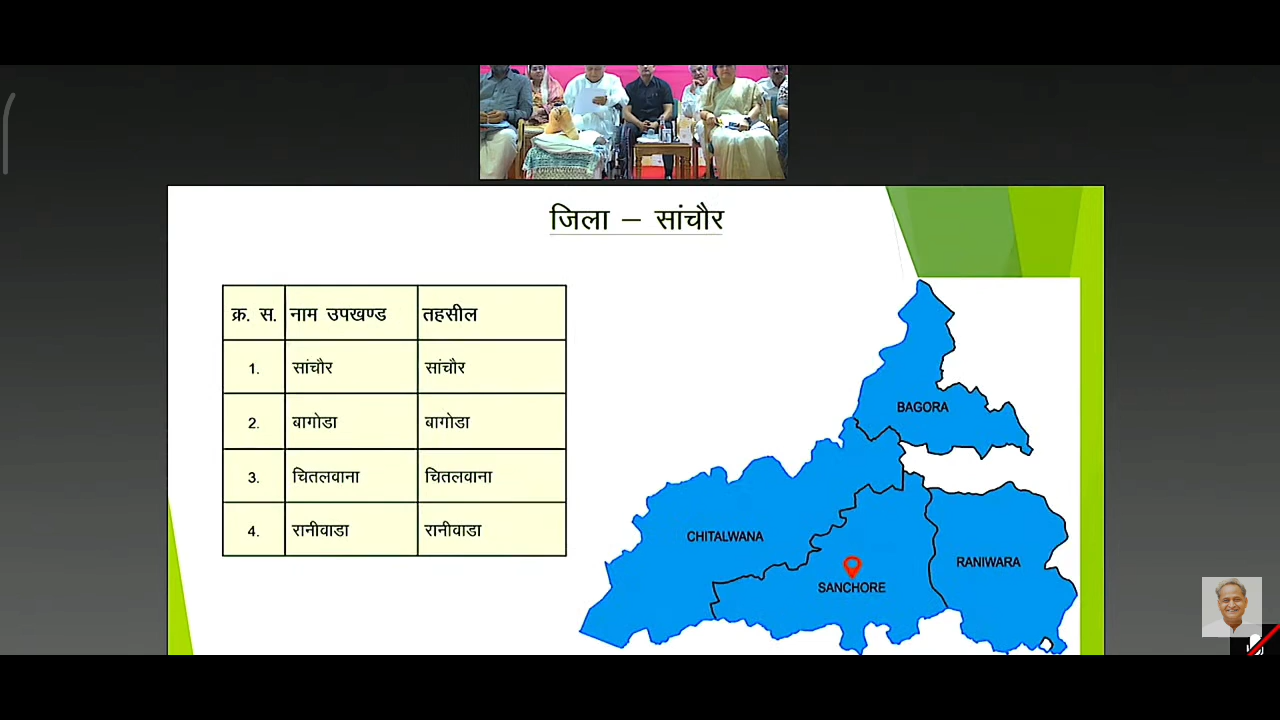 जिला – सांचौर
क्र. स. नाम उपखण्ड तहसील
1. सांचौर सांचौर
2. बागोडा बागोडा
3. चितलवाना चितलवाना
4. रानीवाडा रानीवाडा
BAGORA
CHITALWANA
RANIWARA
SANCHORE